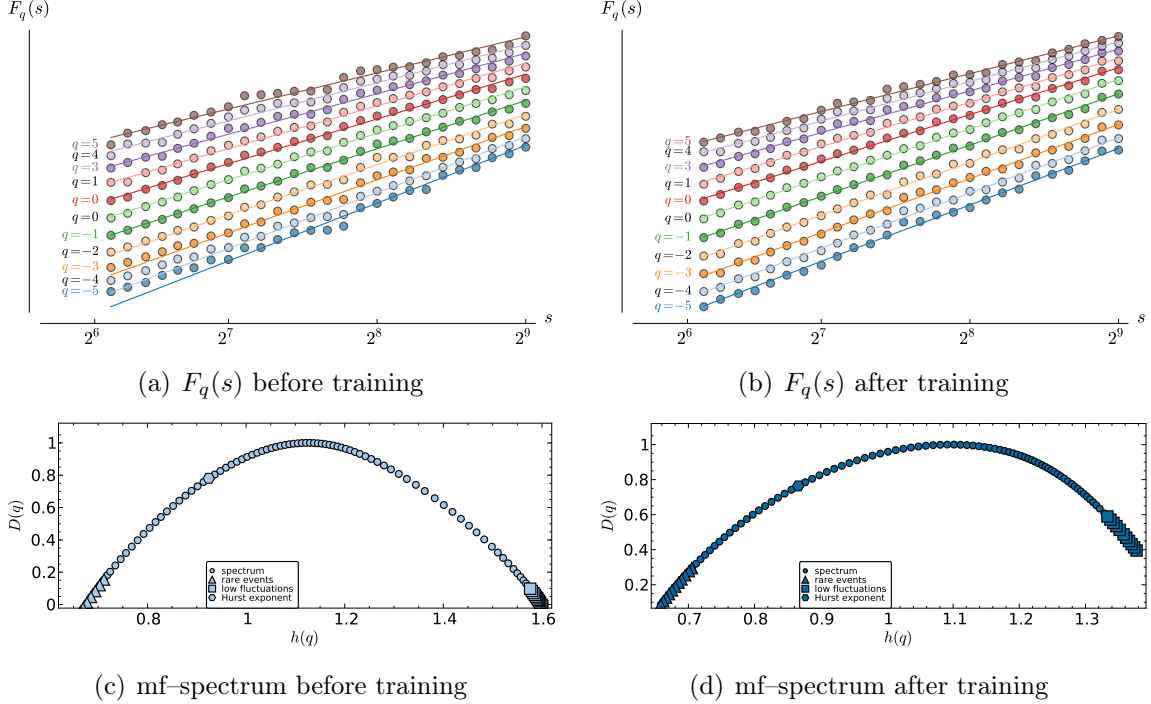 F_q(s)
q=5
q=4
q=3
q=1
q=0
q=0
q=−1
q=−2
q=−3
q=−4
q=−5
2^6
2^7
2^8
2^9
s
(a) F_q(s) before training
F_q(s)
q=5
q=4
q=3
q=1
q=0
q=0
q=−1
q=−2
q=−3
q=−4
q=−5
2^6
2^7
2^8
2^9
s
(b) F_q(s) after training
D(q)
1
0.8
0.6
0.4
0.2
0
spectrum
rare events
low fluctuations
Hurst exponent
0.8
1
1.2
1.4
1.6
h(q)
(c) mf–spectrum before training
D(q)
1
0.8
0.6
0.4
0.2
spectrum
rare events
low fluctuations
Hurst exponent
0.7
0.8
0.9
1
1.1
1.2
1.3
h(q)
(d) mf–spectrum after training